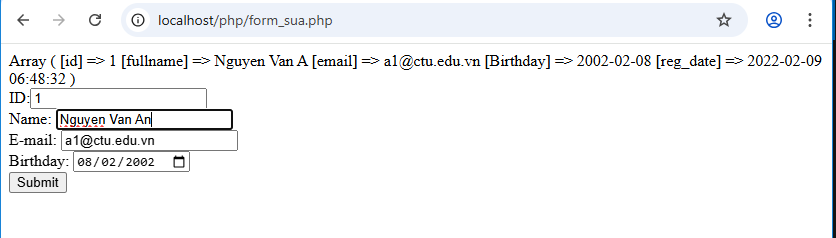 localhost/php/form_sua.php
Array ( [id] => 1 [fullname] => Nguyen Van A [email] => a1@ctu.edu.vn [Birthday] => 2002-02-08 [reg_date] => 2022-02-09
06:48:32 )
ID: 1
Name: Nguyen Van An
E-mail: a1@ctu.edu.vn
Birthday: 08/02/2002
Submit